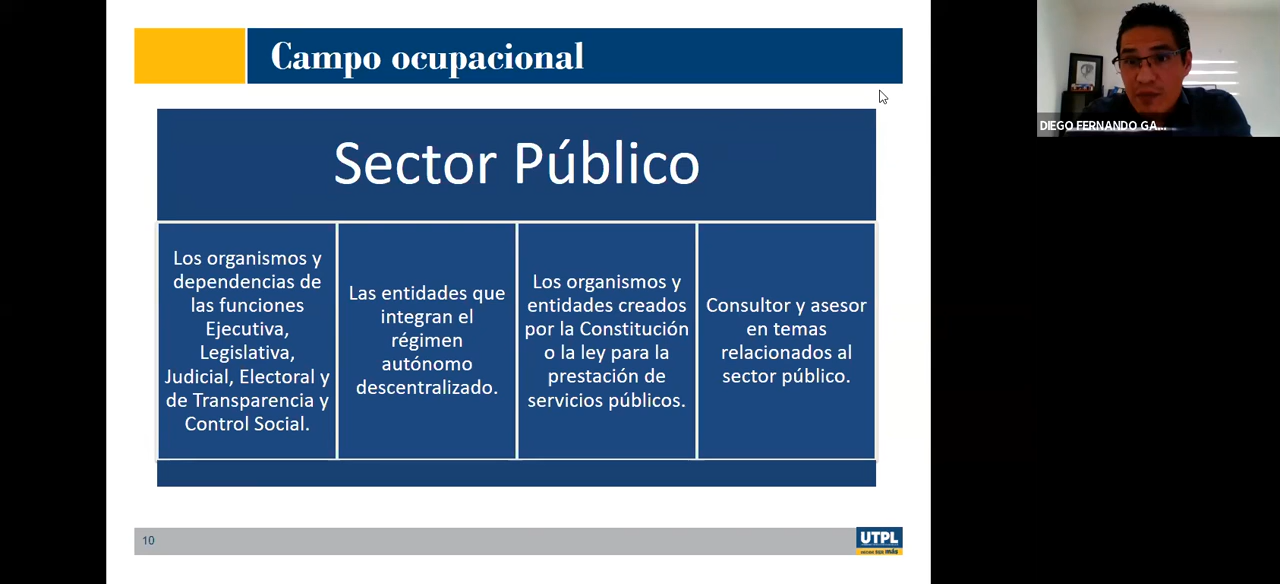 Campo ocupacional
DIEGO FERNANDO GA...
Sector Público
Los organismos y
dependencias de
las funciones
Ejecutiva,
Legislativa,
Judicial, Electoral y
de Transparencia y
Control Social.
Las entidades que
integran el
régimen
autónomo
descentralizado.
Los organismos y
entidades creados
por la Constitución
o la ley para la
prestación de
servicios públicos.
Consultor y asesor
en temas
relacionados al
sector público.
10
UTPL